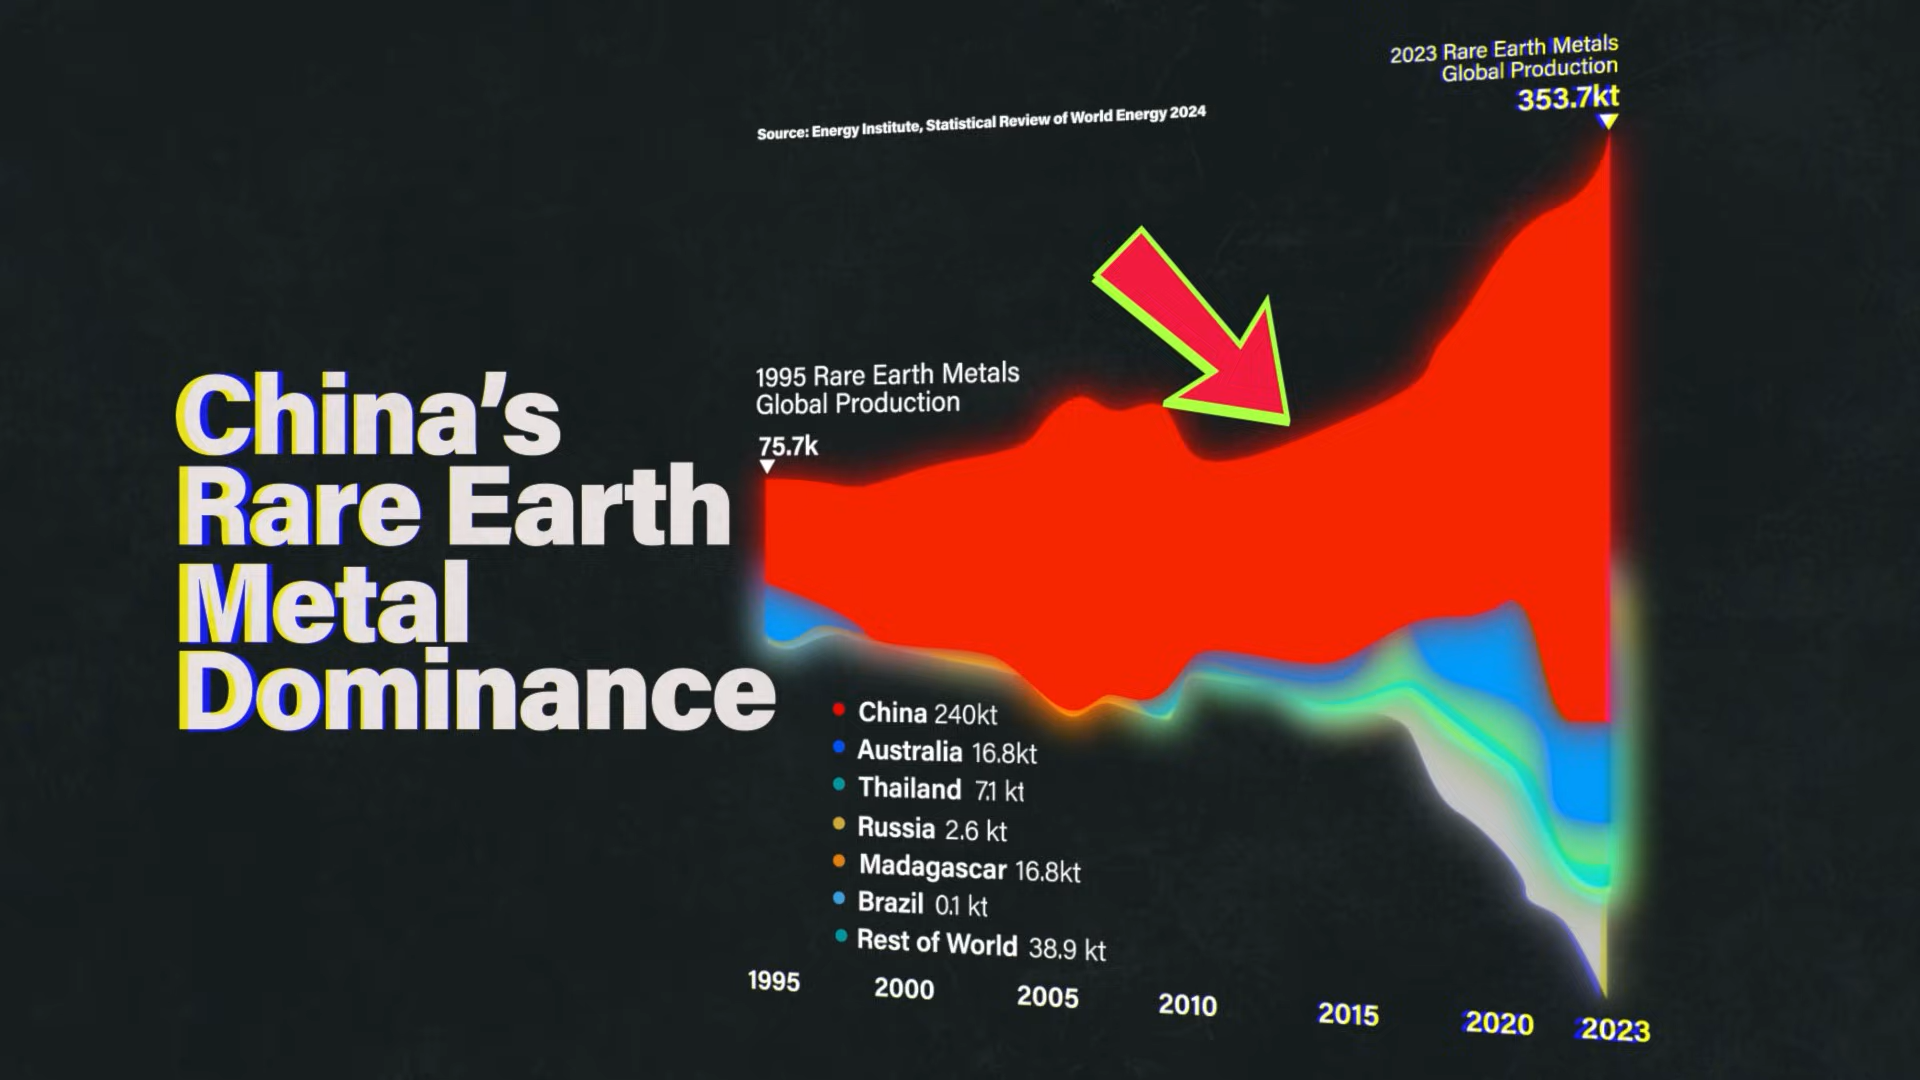 China's
Rare Earth
Metal
Dominance
Source: Energy Institute, Statistical Review of World Energy 2024
2023 Rare Earth Metals
Global Production
353.7kt
1995 Rare Earth Metals
Global Production
75.7k
China 240kt
Australia 16.8kt
Thailand 7.1 kt
Russia 2.6 kt
Madagascar 16.8kt
Brazil 0.1 kt
Rest of World 38.9 kt
1995 2000 2005 2010 2015 2020 2023